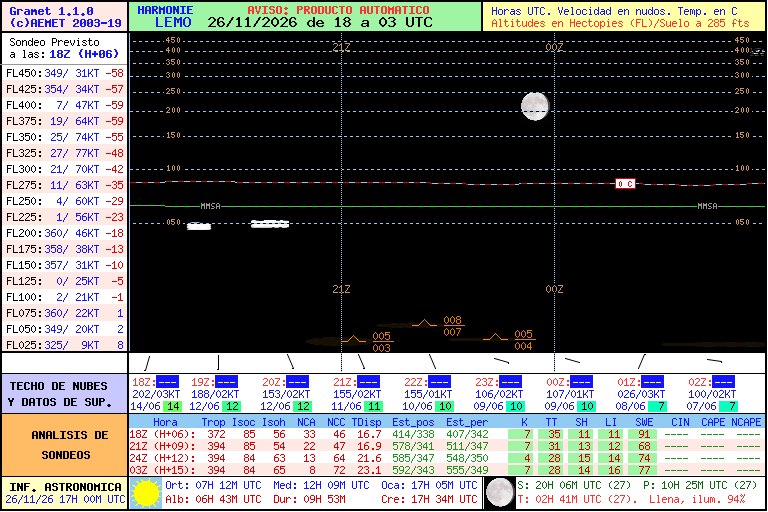 Gramet 1.1.0
(c)AEMET 2003-19
HARMONIE
LEMO
AVISO: PRODUCTO AUTOMATICO
26/11/2026 de 18 a 03 UTC
Horas UTC. Velocidad en nudos. Temp. en C
Altitudes en Hectopies (FL)/Suelo a 285 fts
Sondeo Previsto
a las: 18Z (H+06)
FL450: 349/ 31KT -58
FL425: 354/ 34KT -57
FL400: 7/ 47KT -59
FL375: 19/ 64KT -59
FL350: 25/ 74KT -55
FL325: 27/ 77KT -48
FL300: 21/ 70KT -42
FL275: 11/ 63KT -35
FL250: 4/ 60KT -29
FL225: 1/ 56KT -23
FL200: 360/ 46KT -18
FL175: 358/ 38KT -13
FL150: 357/ 31KT -10
FL125: 0/ 25KT -5
FL100: 2/ 21KT -1
FL075: 360/ 22KT 1
FL050: 349/ 20KT 2
FL025: 325/ 9KT 8
21Z 00Z
450 450
400 400
350 350
300 300
250 250
200 200
150 150
100 100
0 C
MMSA MMSA
050 050
21Z 00Z
005
003
008
007
005
004
TECHO DE NUBES
Y DATOS DE SUP.
18Z:--- 19Z:--- 20Z:--- 21Z:--- 22Z:--- 23Z:--- 00Z:--- 01Z:--- 02Z:---
202/03KT 188/02KT 153/02KT 155/02KT 155/01KT 106/02KT 107/01KT 026/03KT 100/02KT
14/06 14 12/06 12 12/06 12 11/06 11 10/06 10 09/06 10 09/06 10 08/06 7 07/06 7
ANALISIS DE
SONDEOS
Hora Trop Isoc Isoh NCA NCC TDisp Est_pos Est_per K TT SH LI SWE CIN CAPE NCAPE
18Z (H+06): 372 85 56 33 46 16.7 414/338 407/342 7 35 11 11 91 ---- ---- ----
21Z (H+09): 394 85 54 22 47 16.9 578/341 511/347 7 31 13 12 68 ---- ---- ----
24Z (H+12): 394 84 63 13 64 21.6 585/347 548/350 4 28 15 14 74 ---- ---- ----
03Z (H+15): 394 84 65 8 72 23.1 592/343 555/349 7 28 14 16 77 ---- ---- ----
INF. ASTRONOMICA
26/11/26 17H 00M UTC
Ort: 07H 12M UTC Med: 12H 09M UTC Oca: 17H 05M UTC
Alb: 06H 43M UTC Dur: 09H 53M Cre: 17H 34M UTC
S: 20H 06M UTC (27) P: 10H 25M UTC (27)
T: 02H 41M UTC (27). Llena, ilum. 94%